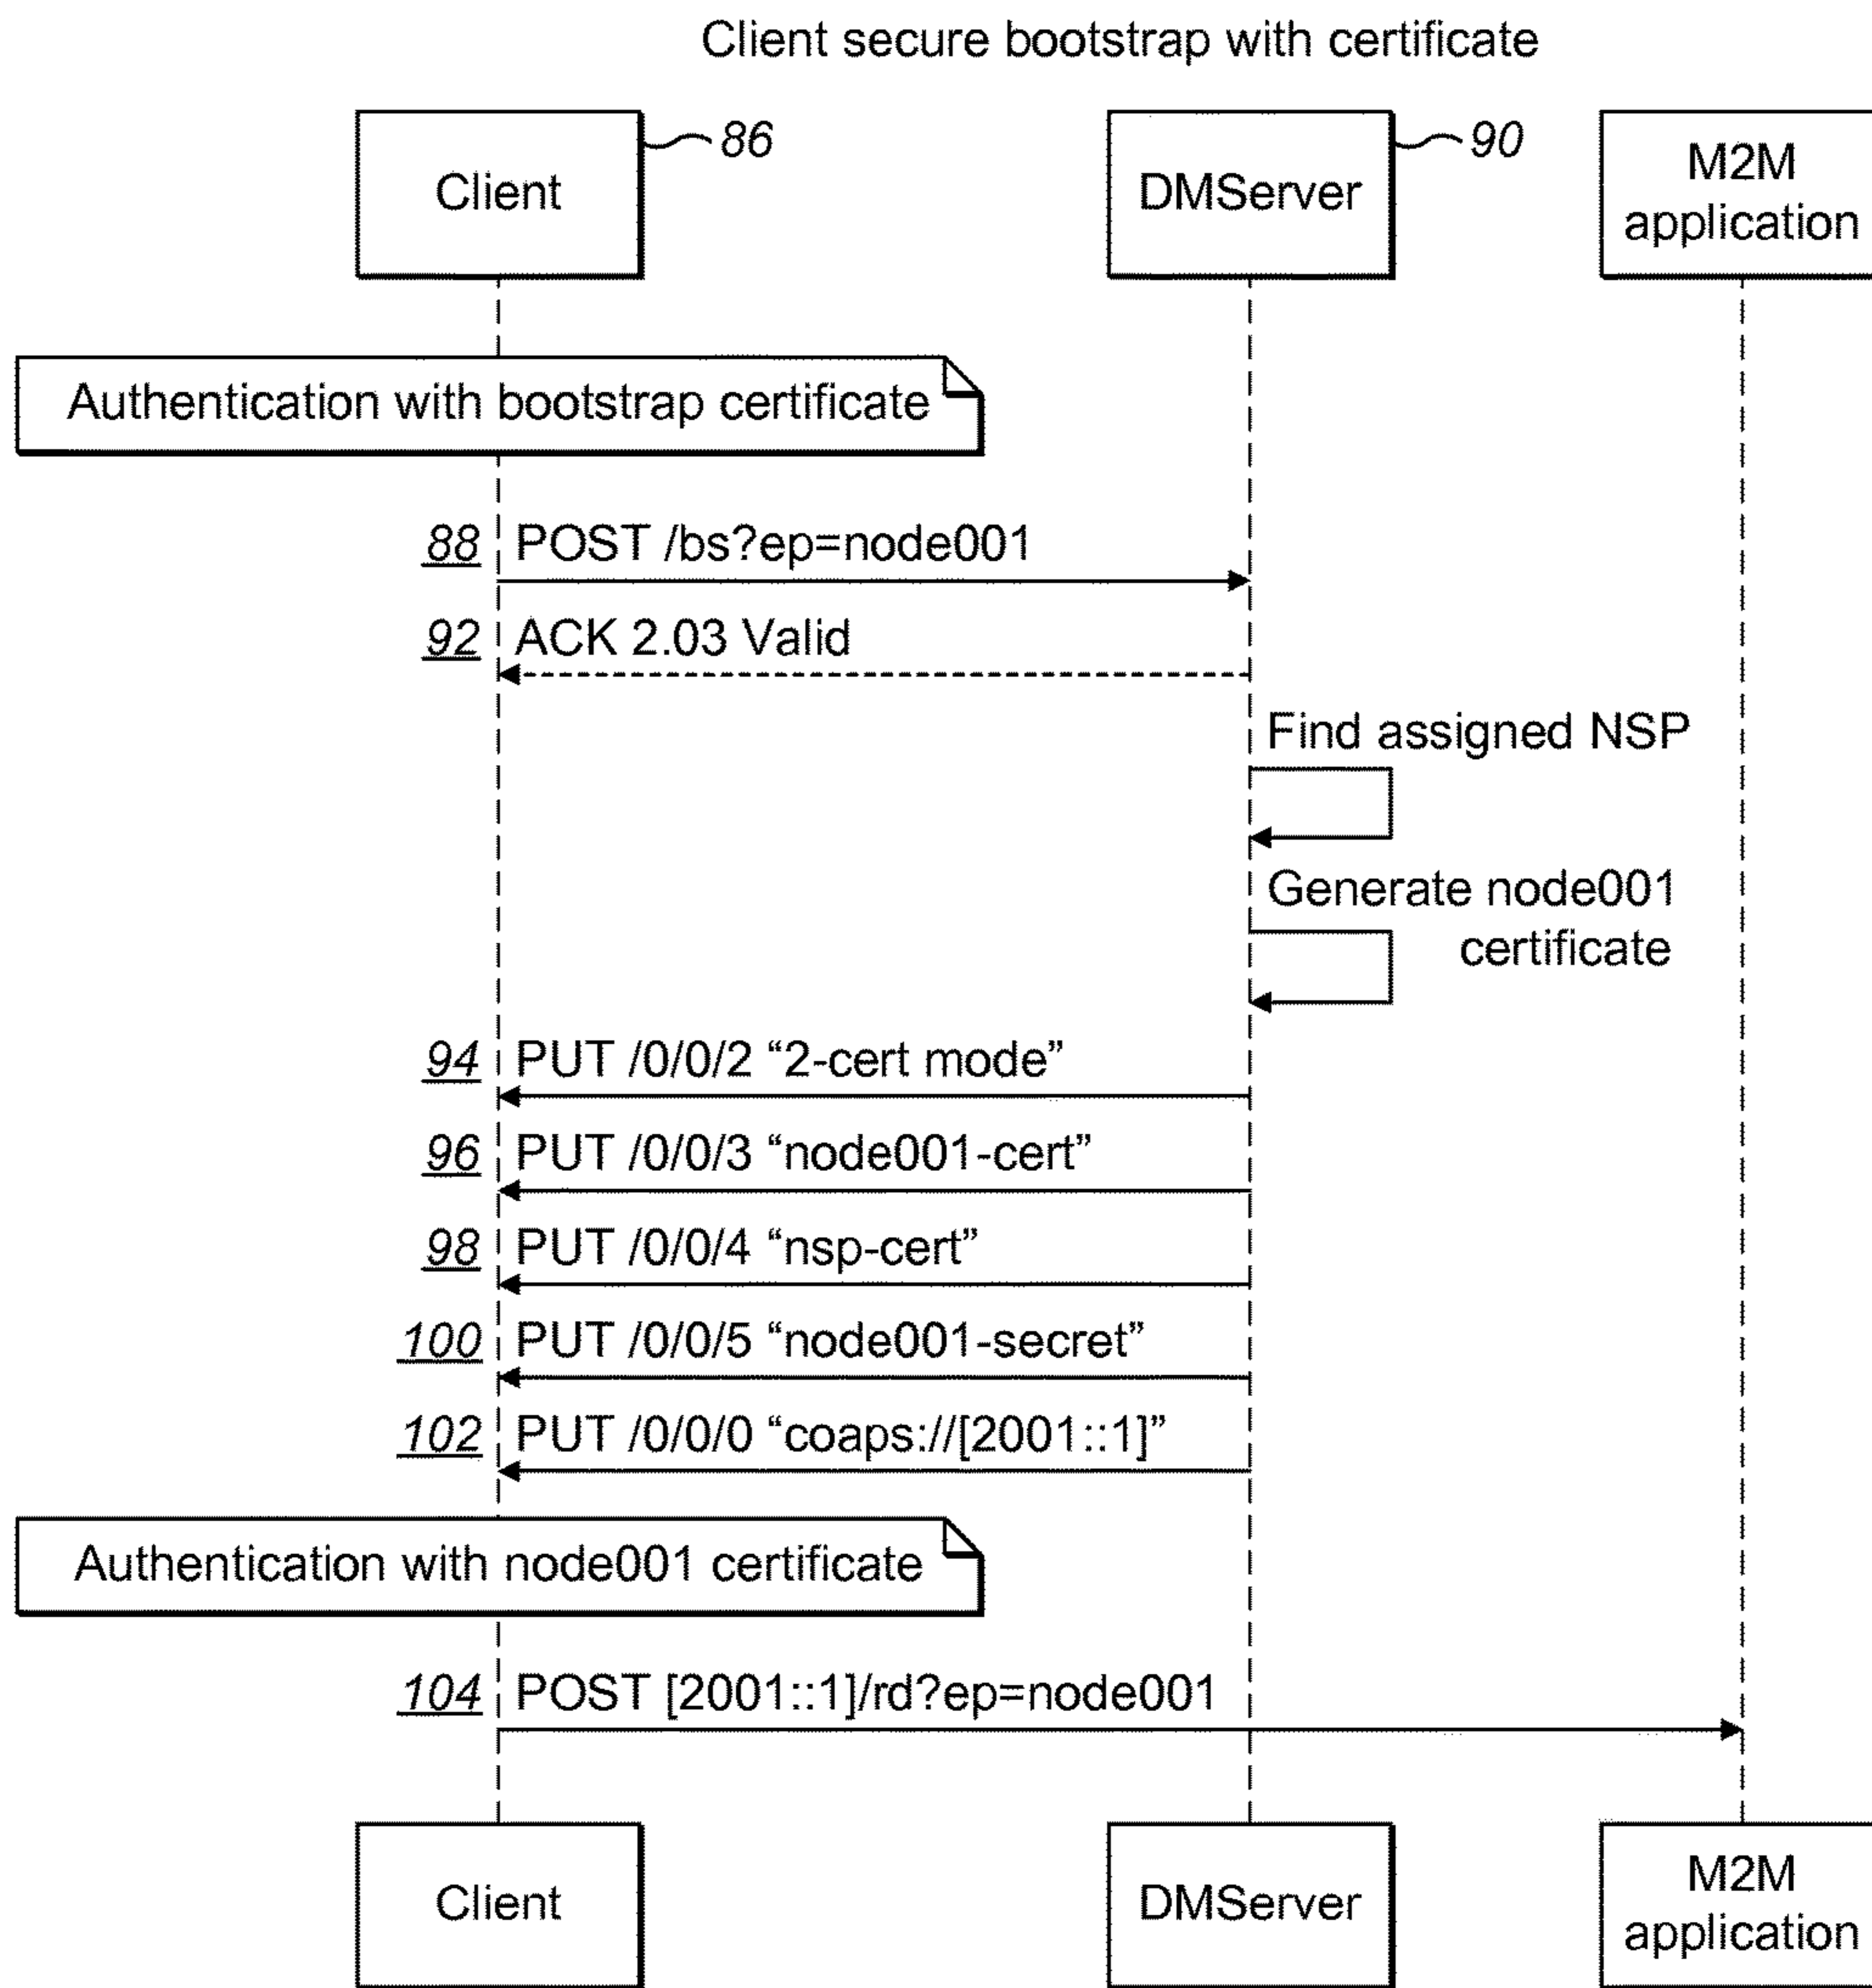 Client secure bootstrap with certificate
Client
86
DMServer
90
M2M
application
Authentication with bootstrap certificate
88 POST /bs?ep=node001
92 ACK 2.03 Valid
Find assigned NSP
Generate node001
certificate
94 PUT /0/0/2 “2-cert mode”
96 PUT /0/0/3 “node001-cert”
98 PUT /0/0/4 “nsp-cert”
100 PUT /0/0/5 “node001-secret”
102 PUT /0/0/0 “coaps://[2001::1]”
Authentication with node001 certificate
104 POST [2001::1]/rd?ep=node001
Client
DMServer
M2M
application